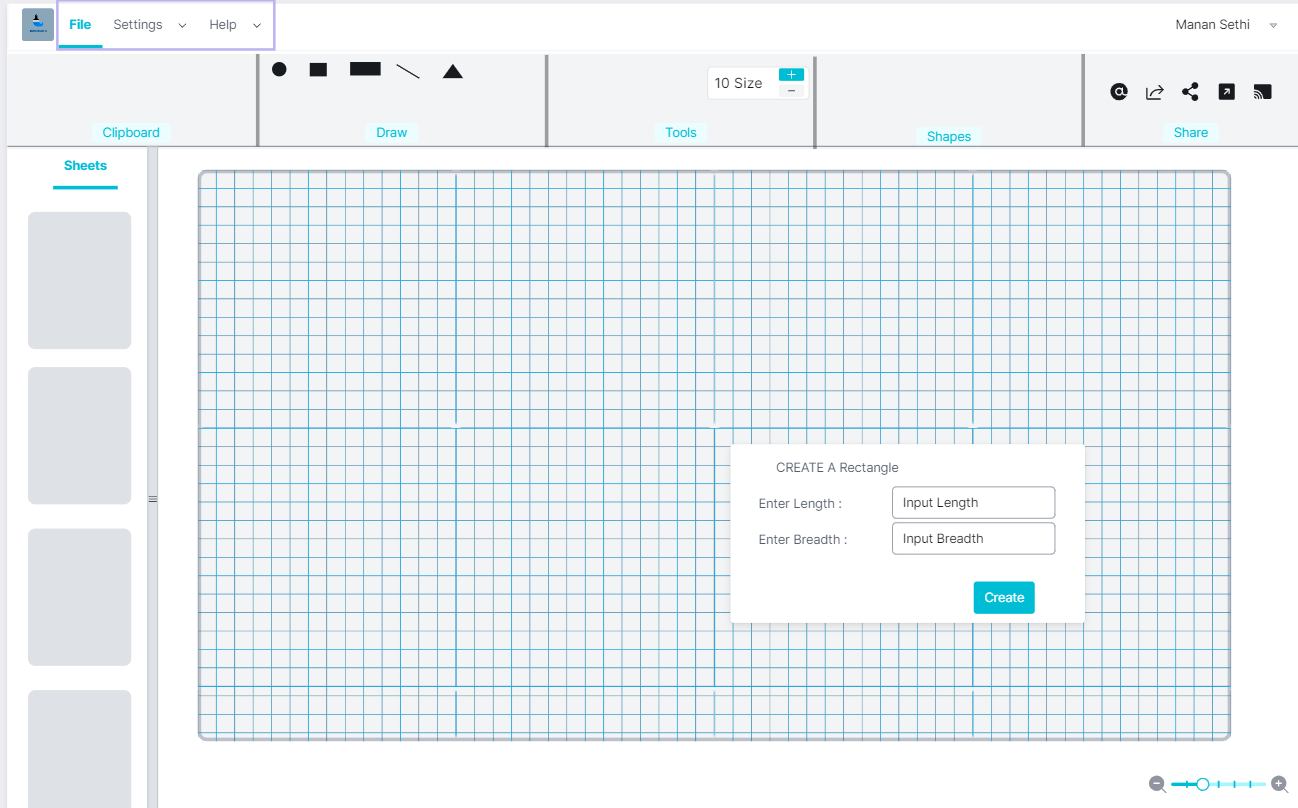 File Settings Help Manan Sethi
10 Size
Clipboard Draw Tools Shapes Share
Sheets
CREATE A Rectangle
Enter Length : Input Length
Enter Breadth : Input Breadth
Create